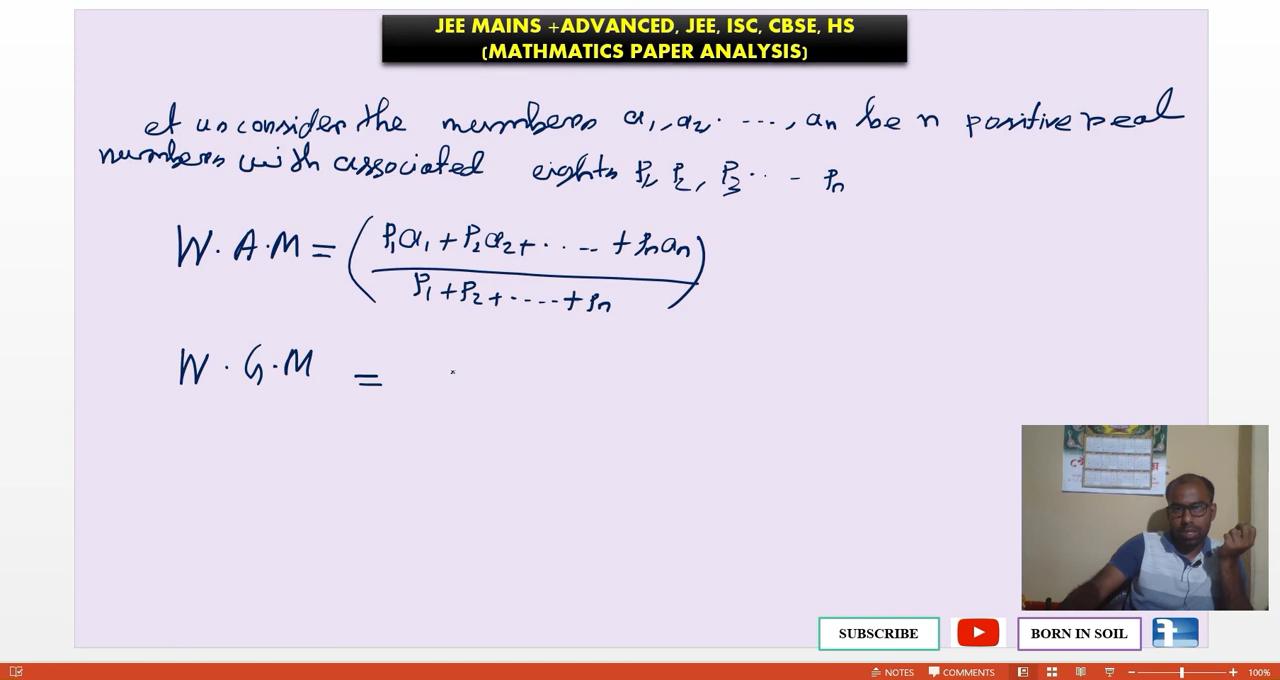 JEE MAINS +ADVANCED, JEE, ISC, CBSE, HS
(MATHMATICS PAPER ANALYSIS)
et us consider the numbers a₁, a₂, ...., aₙ be n positive real
numbers with associated eights P₁, P₂, P₃ .. - Pₙ
W. A.M = (P₁a₁ + P₂a₂ + ..... + Pₙaₙ / P₁ + P₂ + ..... + Pₙ)
W. G.M =
SUBSCRIBE
BORN IN SOIL
NOTES COMMENTS 100%